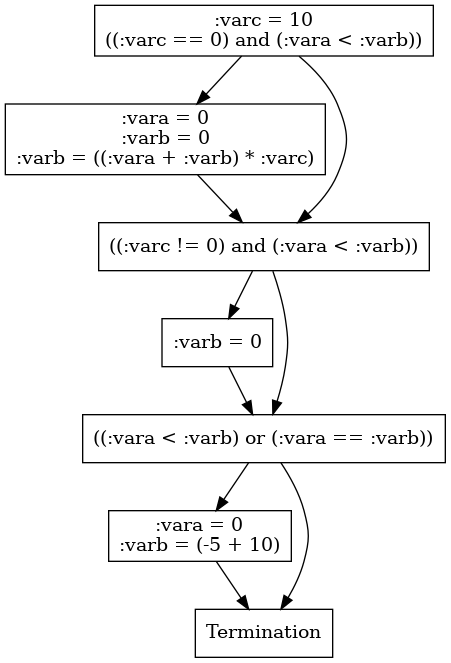 :varc = 10
((:varc == 0) and (:vara < :varb))
:vara = 0
:varb = 0
:varb = ((:vara + :varb) * :varc)
((:varc != 0) and (:vara < :varb))
:varb = 0
((:vara < :varb) or (:vara == :varb))
:vara = 0
:varb = (-5 + 10)
Termination